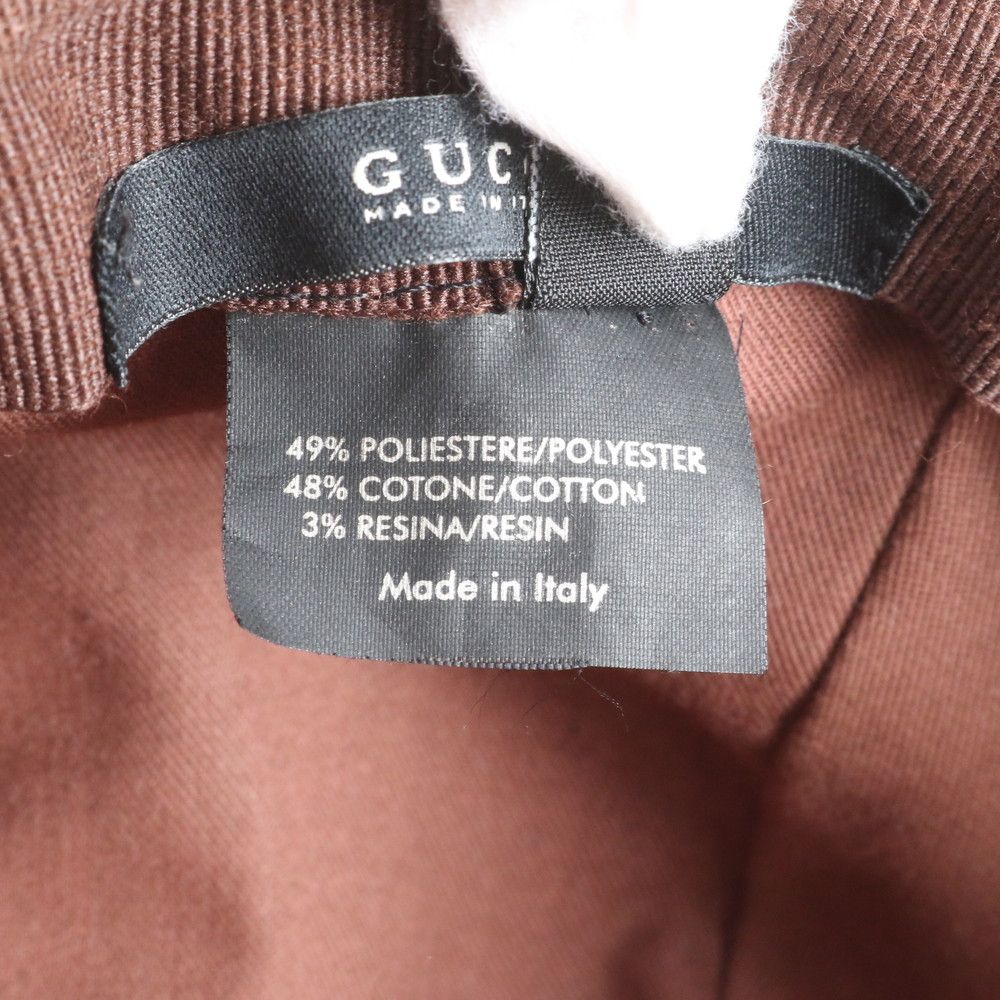 GUC
MADE IN IT
49% POLIESTERE/POLYESTER
48% COTONE/COTTON
3% RESINA/RESIN
Made in Italy